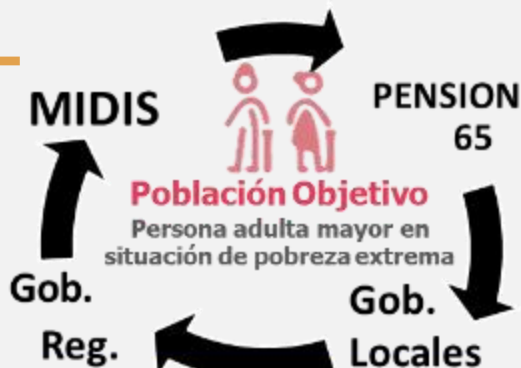 MIDIS
PENSION
65
Población Objetivo
Persona adulta mayor en
situación de pobreza extrema
Gob.
Reg.
Gob.
Locales